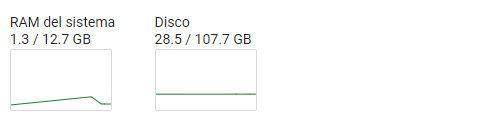 RAM del sistema
1.3 / 12.7 GB
Disco
28.5 / 107.7 GB